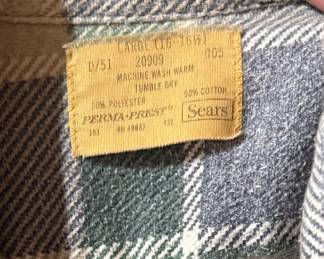 LARGE (16-16½)
D/51 20909 005
MACHINE WASH WARM
TUMBLE DRY
50% POLYESTER 50% COTTON
PERMA-PREST® Sears